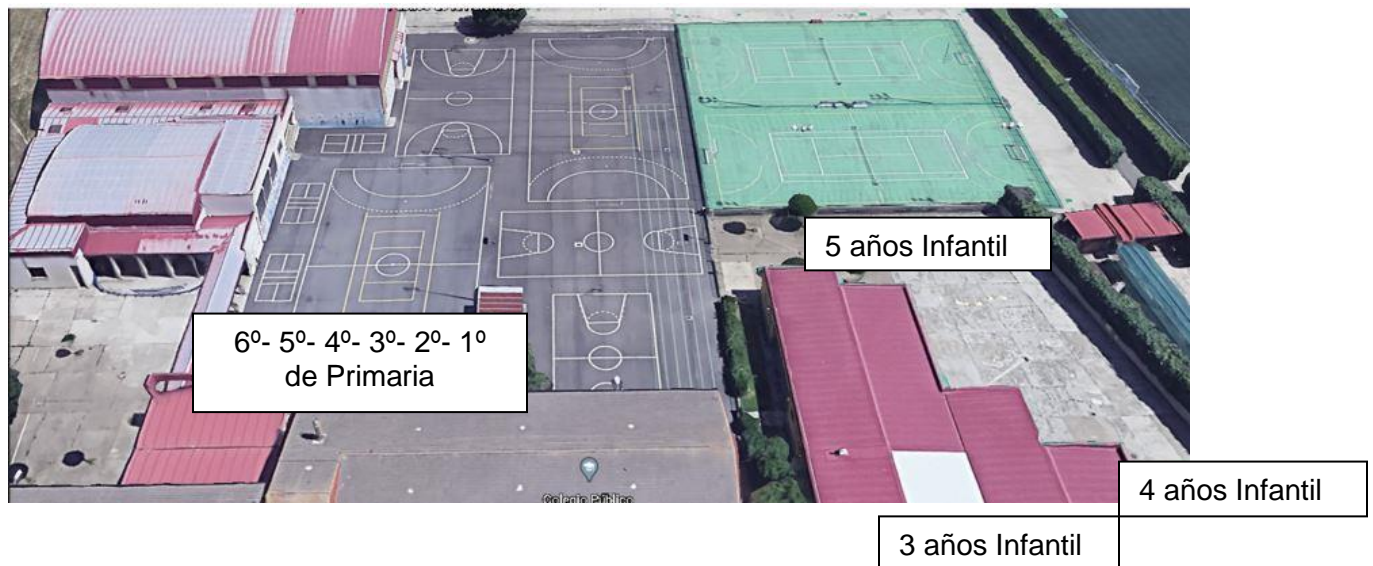 5 años Infantil
6º- 5º- 4º- 3º- 2º- 1º
de Primaria
Colegio Público
4 años Infantil
3 años Infantil